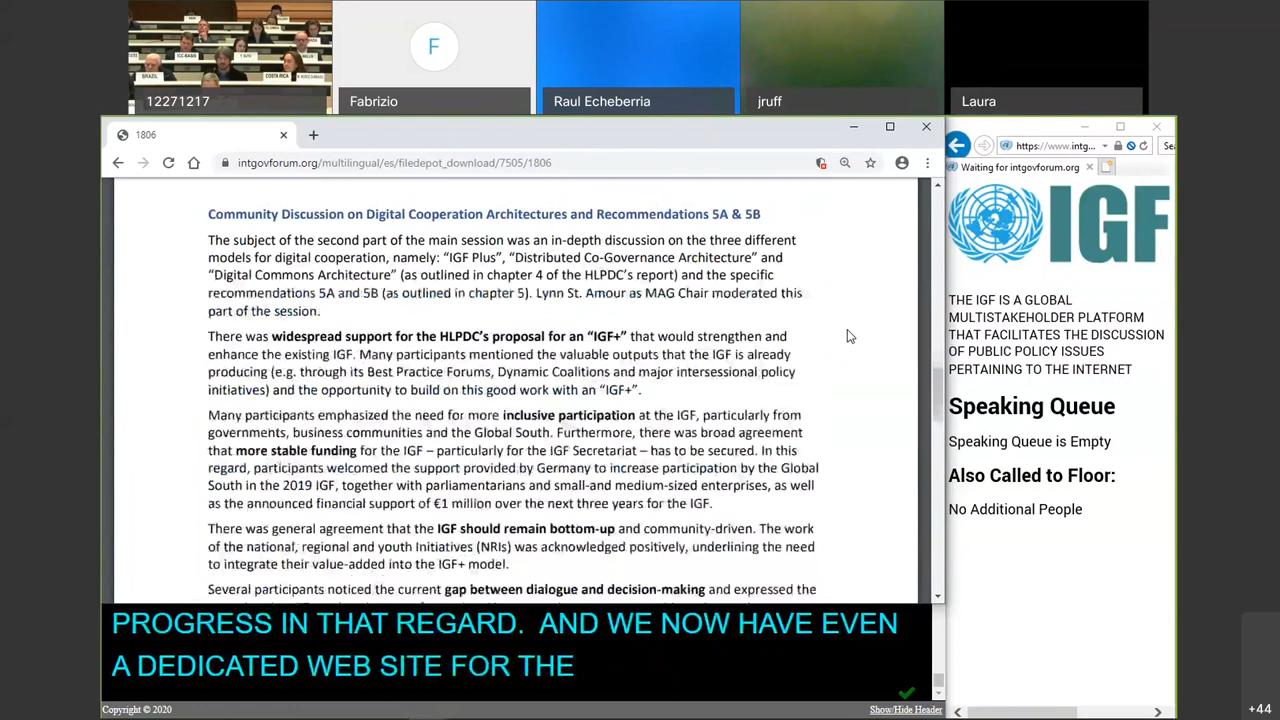 BRAZIL
ICC-BASIS
COSTA RICA
12271217
F
Fabrizio
Raul Echeberria
jruff
Laura
1806
intgovforum.org/multilingual/es/filedepot_download/7505/1806
Community Discussion on Digital Cooperation Architectures and Recommendations 5A & 5B
The subject of the second part of the main session was an in-depth discussion on the three different
models for digital cooperation, namely: “IGF Plus”, “Distributed Co-Governance Architecture” and
“Digital Commons Architecture” (as outlined in chapter 4 of the HLPDC’s report) and the specific
recommendations 5A and 5B (as outlined in chapter 5). Lynn St. Amour as MAG Chair moderated this
part of the session.
There was widespread support for the HLPDC’s proposal for an “IGF+” that would strengthen and
enhance the existing IGF. Many participants mentioned the valuable outputs that the IGF is already
producing (e.g. through its Best Practice Forums, Dynamic Coalitions and major intersessional policy
initiatives) and the opportunity to build on this good work with an “IGF+”.
Many participants emphasized the need for more inclusive participation at the IGF, particularly from
governments, business communities and the Global South. Furthermore, there was broad agreement
that more stable funding for the IGF – particularly for the IGF Secretariat – has to be secured. In this
regard, participants welcomed the support provided by Germany to increase participation by the Global
South in the 2019 IGF, together with parliamentarians and small-and medium-sized enterprises, as well
as the announced financial support of €1 million over the next three years for the IGF.
There was general agreement that the IGF should remain bottom-up and community-driven. The work
of the national, regional and youth Initiatives (NRIs) was acknowledged positively, underlining the need
to integrate their value-added into the IGF+ model.
Several participants noticed the current gap between dialogue and decision-making and expressed the
PROGRESS IN THAT REGARD. AND WE NOW HAVE EVEN
A DEDICATED WEB SITE FOR THE
Copyright © 2020
Show/Hide Header
https://www.intg...
Sea
Waiting for intgovforum.org
IGF
THE IGF IS A GLOBAL
MULTISTAKEHOLDER PLATFORM
THAT FACILITATES THE DISCUSSION
OF PUBLIC POLICY ISSUES
PERTAINING TO THE INTERNET
Speaking Queue
Speaking Queue is Empty
Also Called to Floor:
No Additional People
+44